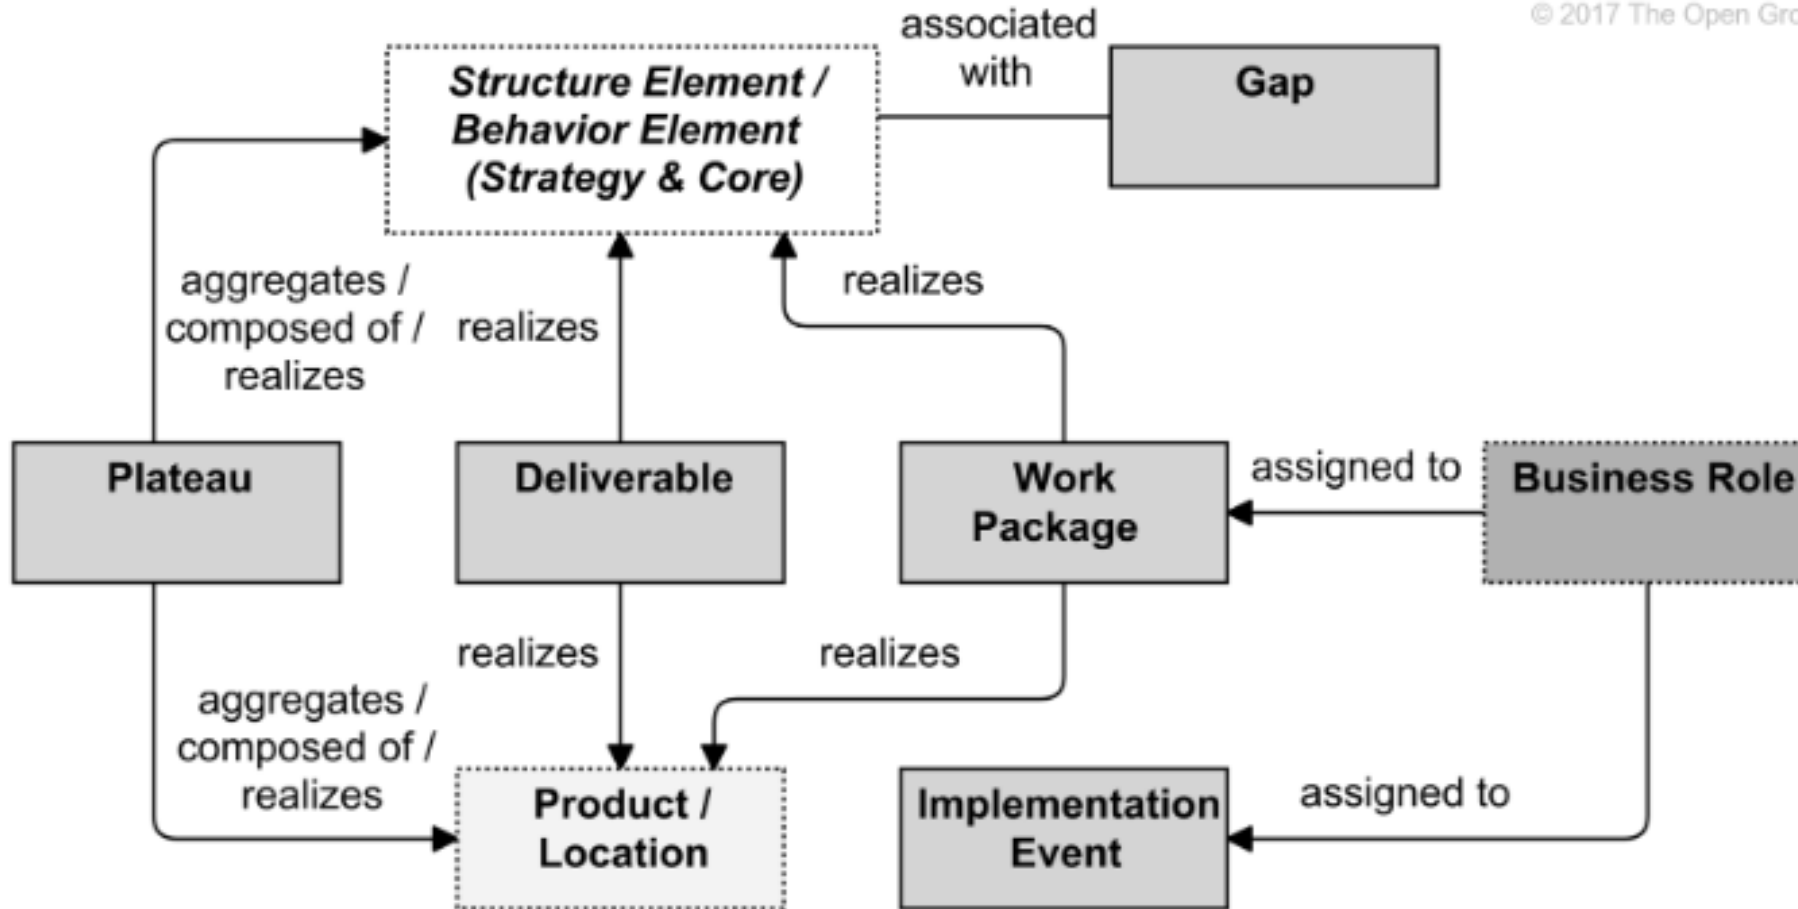 © 2017 The Open Gro
associated
with
Structure Element /
Behavior Element
(Strategy & Core)
Gap
aggregates /
composed of /
realizes
realizes
realizes
Plateau
Deliverable
Work
Package
assigned to
Business Role
realizes
realizes
aggregates /
composed of /
realizes
Product /
Location
Implementation
Event
assigned to